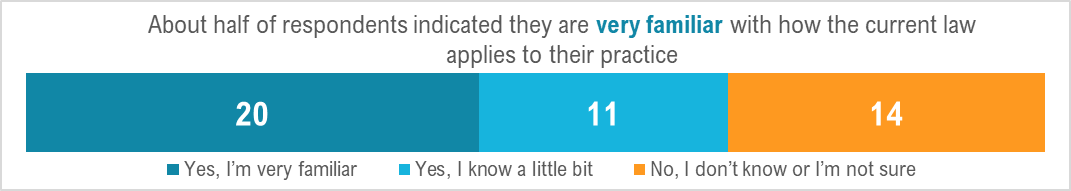 About half of respondents indicated they are very familiar with how the current law
applies to their practice
20 11 14
Yes, I'm very familiar Yes, I know a little bit No, I don't know or I'm not sure